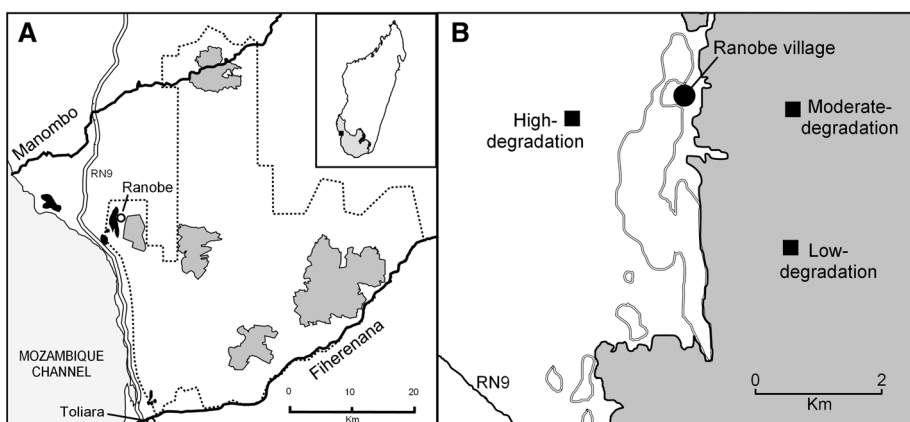 A
Manombo
RN9
Ranobe
MOZAMBIQUE
CHANNEL
Toliara
Fiherenana
0 10 20
Km
B
Ranobe village
High-
degradation
Moderate-
degradation
Low-
degradation
RN9
0 2
Km